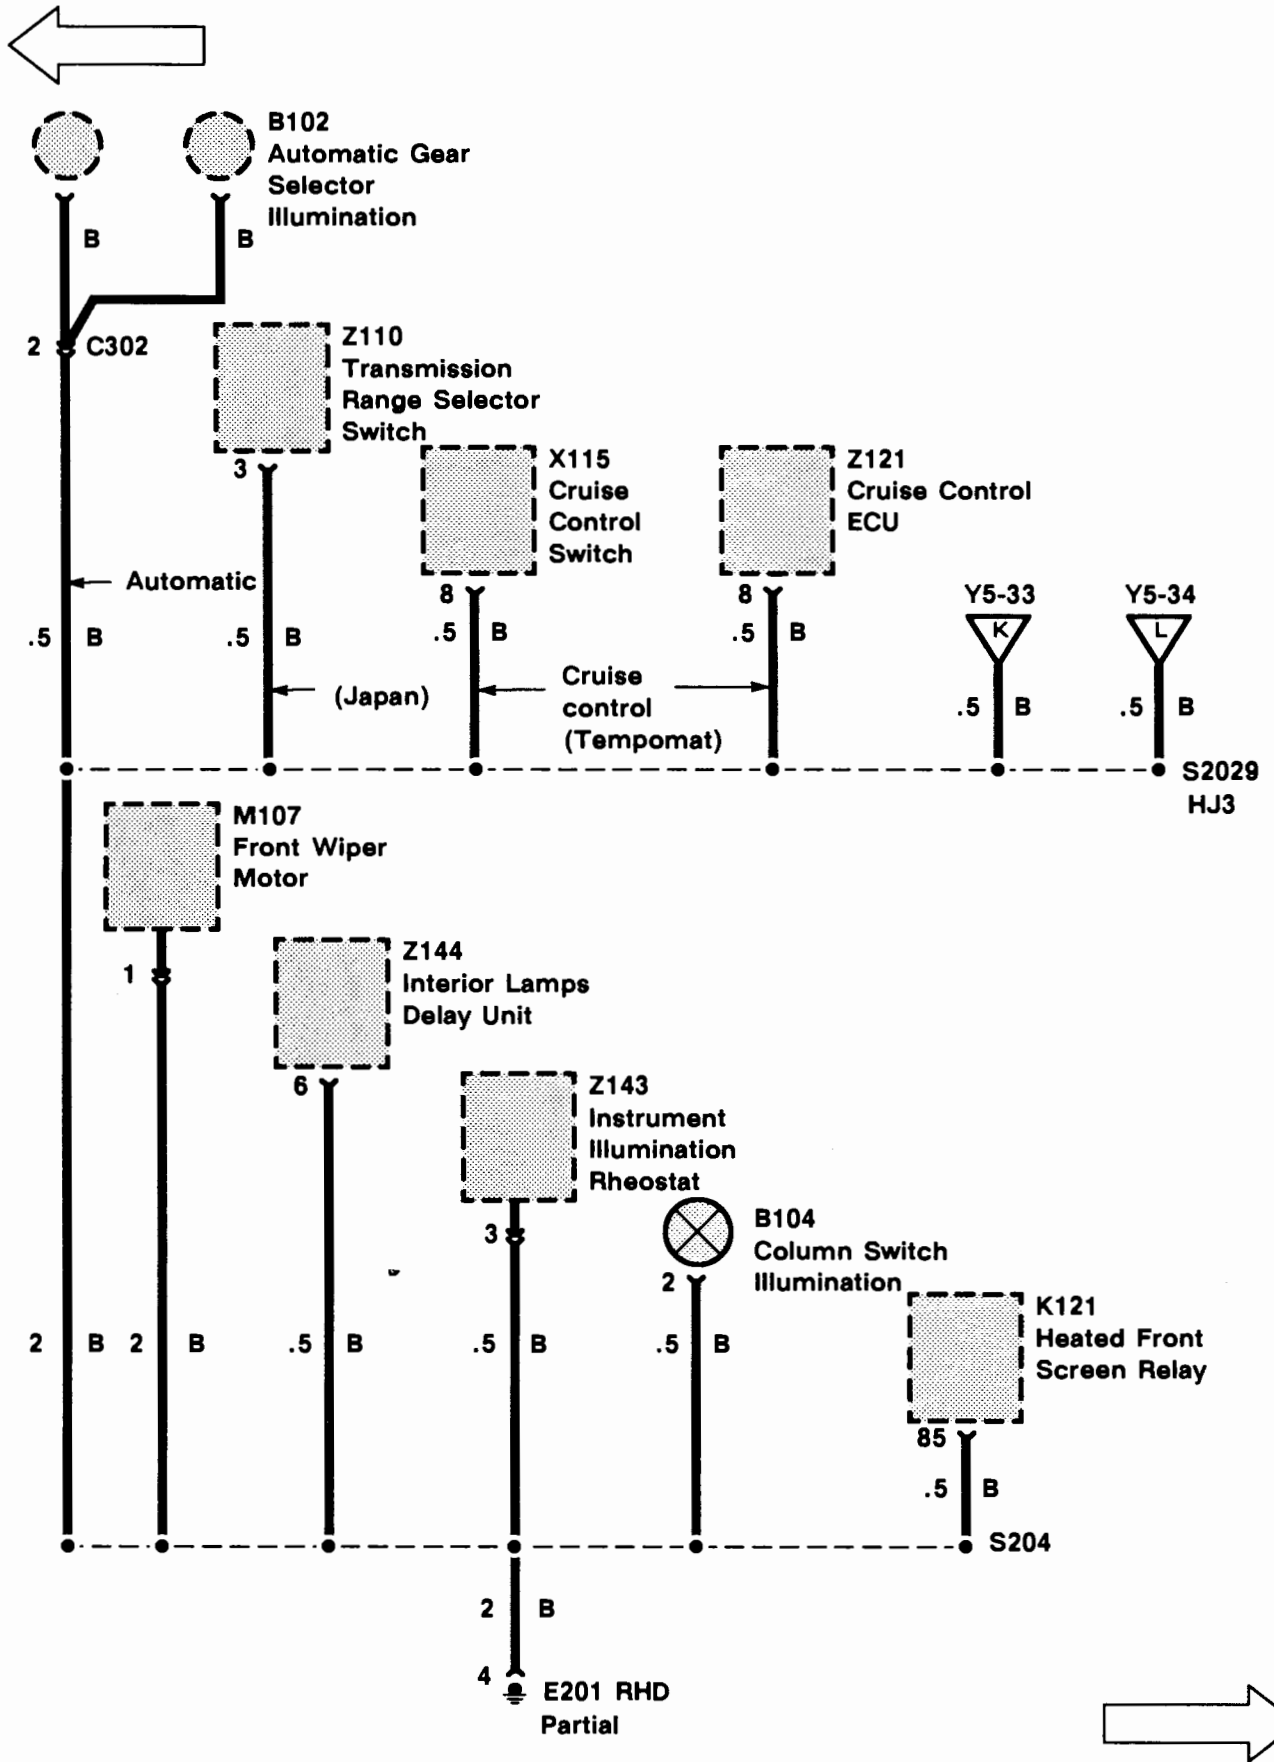 B102
Automatic Gear
Selector
Illumination
B
B
2
C302
Z110
Transmission
Range Selector
Switch
3
X115
Cruise
Control
Switch
Z121
Cruise Control
ECU
Automatic
8
8
Y5-33
Y5-34
K
L
.5 B
.5 B
.5 B
.5 B
(Japan)
Cruise
control
(Tempomat)
.5 B
.5 B
S2029
HJ3
M107
Front Wiper
Motor
1
Z144
Interior Lamps
Delay Unit
6
Z143
Instrument
Illumination
Rheostat
3
B104
Column Switch
Illumination
2
K121
Heated Front
Screen Relay
2 B
2 B
.5 B
.5 B
.5 B
85
.5 B
S204
2 B
4
E201 RHD
Partial